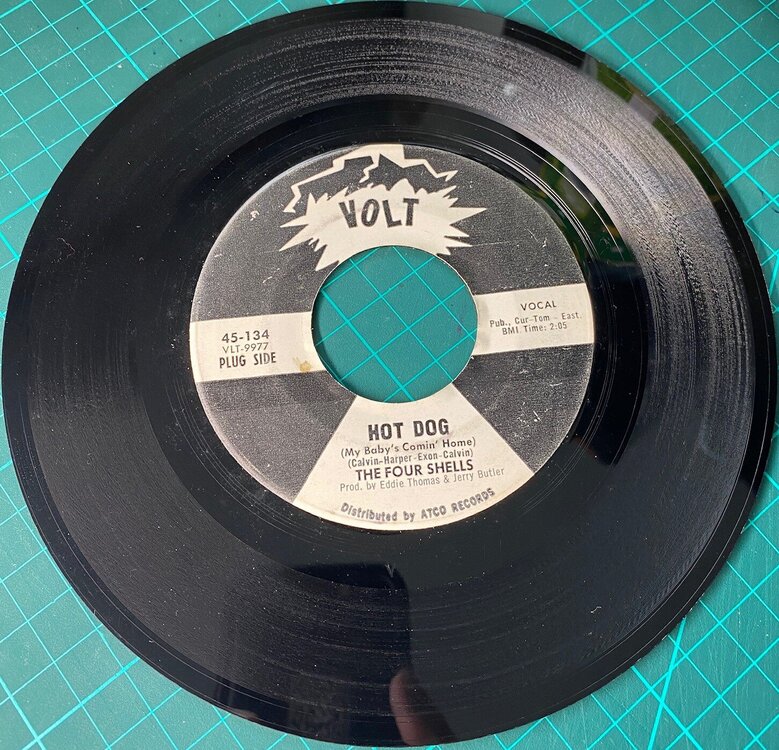 VOLT
45-134
VLT-9977
PLUG SIDE
VOCAL
Pub., Cur-Tom - East.
BMI Time: 2:05
HOT DOG
(My Baby's Comin' Home)
(Calvin-Harper-Exon-Calvin)
THE FOUR SHELLS
Prod. by Eddie Thomas & Jerry Butler
Distributed by ATCO RECORDS